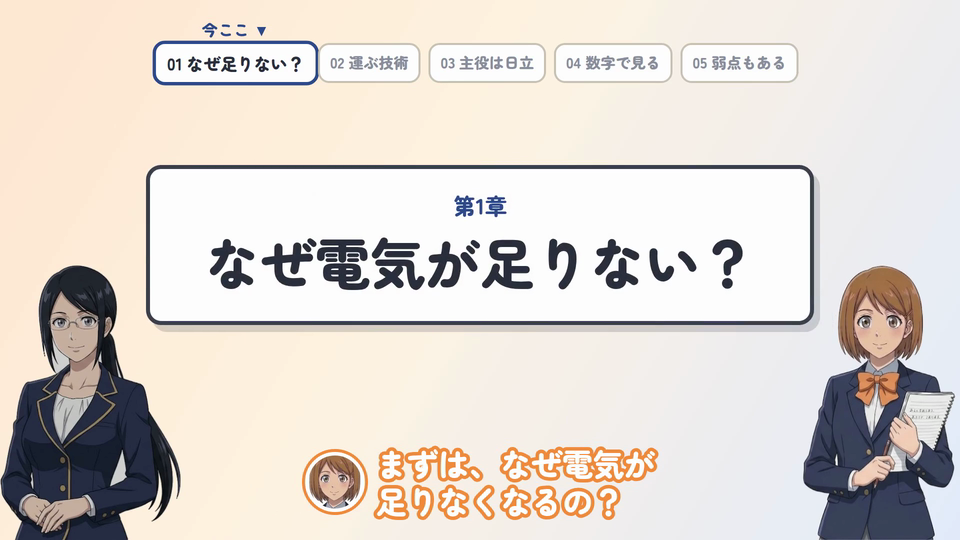 今ここ ▼
01 なぜ足りない？
02 運ぶ技術
03 主役は日立
04 数字で見る
05 弱点もある
第1章
なぜ電気が足りない？
まずは、なぜ電気が
足りなくなるの？